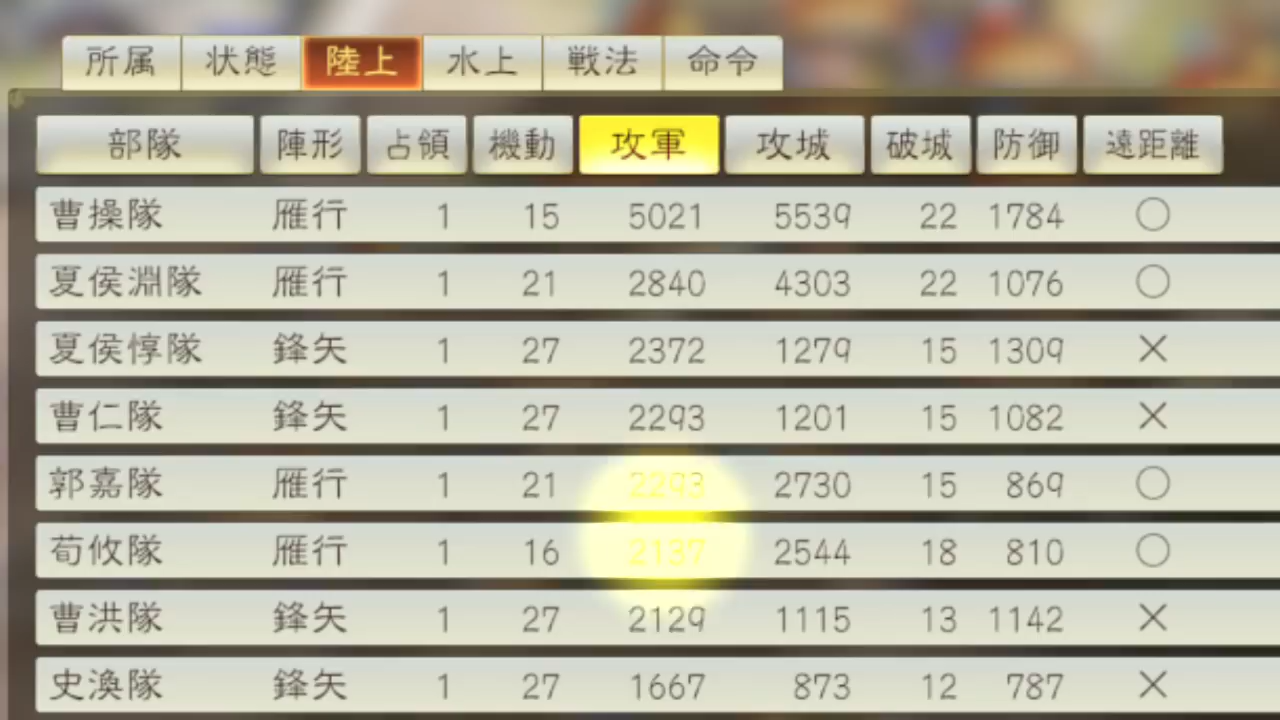 所属 状態 陸上 水上 戦法 命令
部隊 陣形 占領 機動 攻軍 攻城 破城 防御 遠距離
曹操隊 雁行 1 15 5021 5539 22 1784 ○
夏侯淵隊 雁行 1 21 2840 4303 22 1076 ○
夏侯惇隊 鋒矢 1 27 2372 1279 15 1309 ×
曹仁隊 鋒矢 1 27 2293 1201 15 1082 ×
郭嘉隊 雁行 1 21 2293 2730 15 869 ○
荀攸隊 雁行 1 16 2137 2544 18 810 ○
曹洪隊 鋒矢 1 27 2129 1115 13 1142 ×
史渙隊 鋒矢 1 27 1667 873 12 787 ×